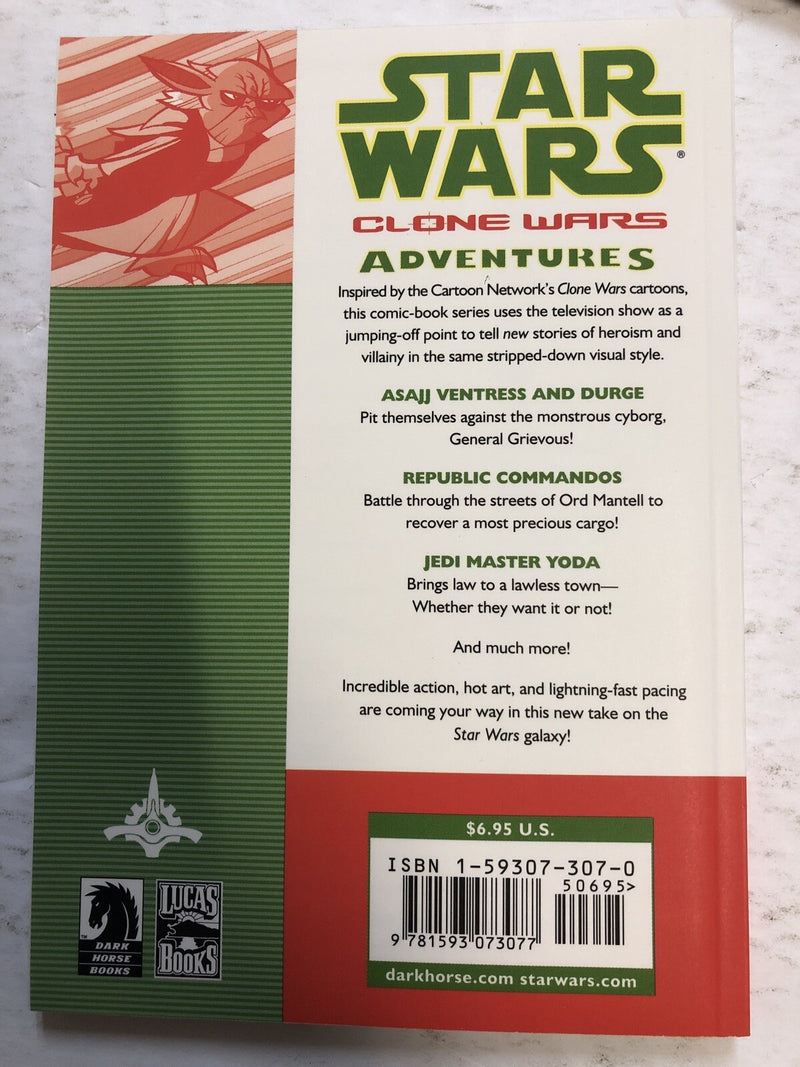 STAR
WARS®
CLONE WARS
ADVENTURES
Inspired by the Cartoon Network's Clone Wars cartoons,
this comic-book series uses the television show as a
jumping-off point to tell new stories of heroism and
villainy in the same stripped-down visual style.
ASAJJ VENTRESS AND DURGE
Pit themselves against the monstrous cyborg,
General Grievous!
REPUBLIC COMMANDOS
Battle through the streets of Ord Mantell to
recover a most precious cargo!
JEDI MASTER YODA
Brings law to a lawless town—
Whether they want it or not!
And much more!
Incredible action, hot art, and lightning-fast pacing
are coming your way in this new take on the
Star Wars galaxy!
$6.95 U.S.
ISBN 1-59307-307-0
50695>
9 781593 073077
darkhorse.com starwars.com
TM
DARK
HORSE
BOOKS
LUCAS
BOOKS